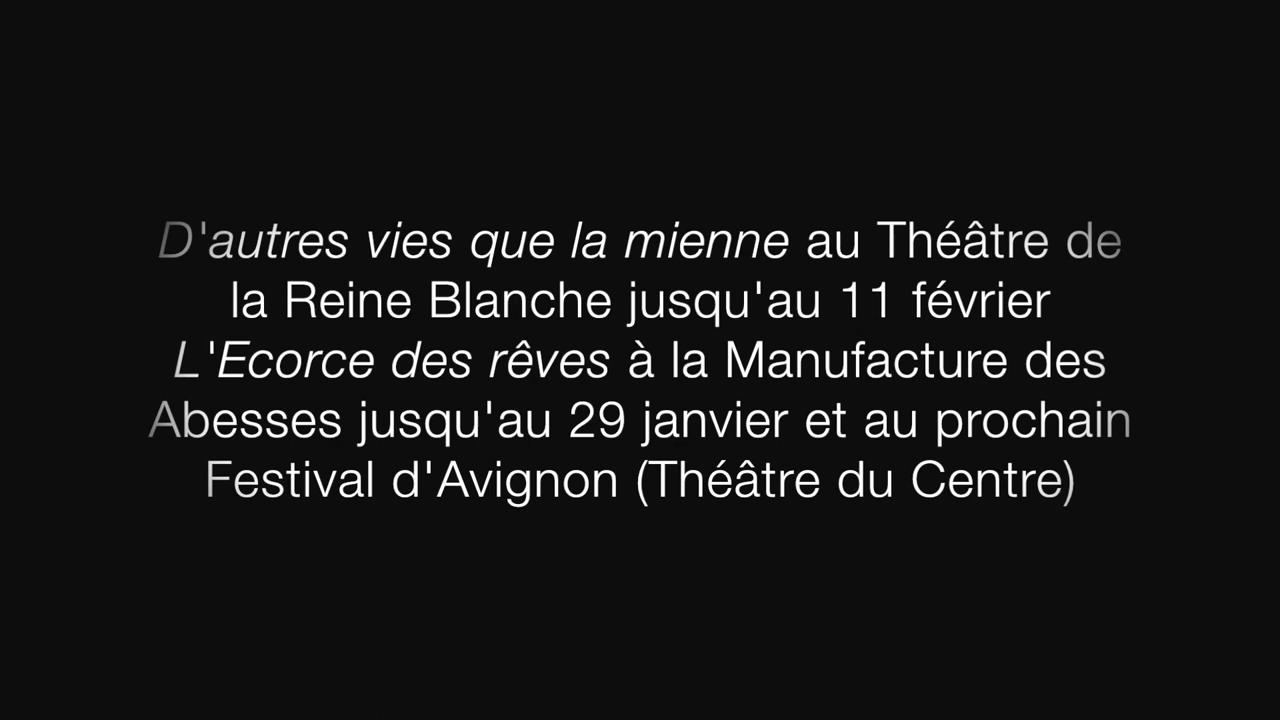 D'autres vies que la mienne au Théâtre de
la Reine Blanche jusqu'au 11 février
L'Ecorce des rêves à la Manufacture des
Abesses jusqu'au 29 janvier et au prochain
Festival d'Avignon (Théâtre du Centre)